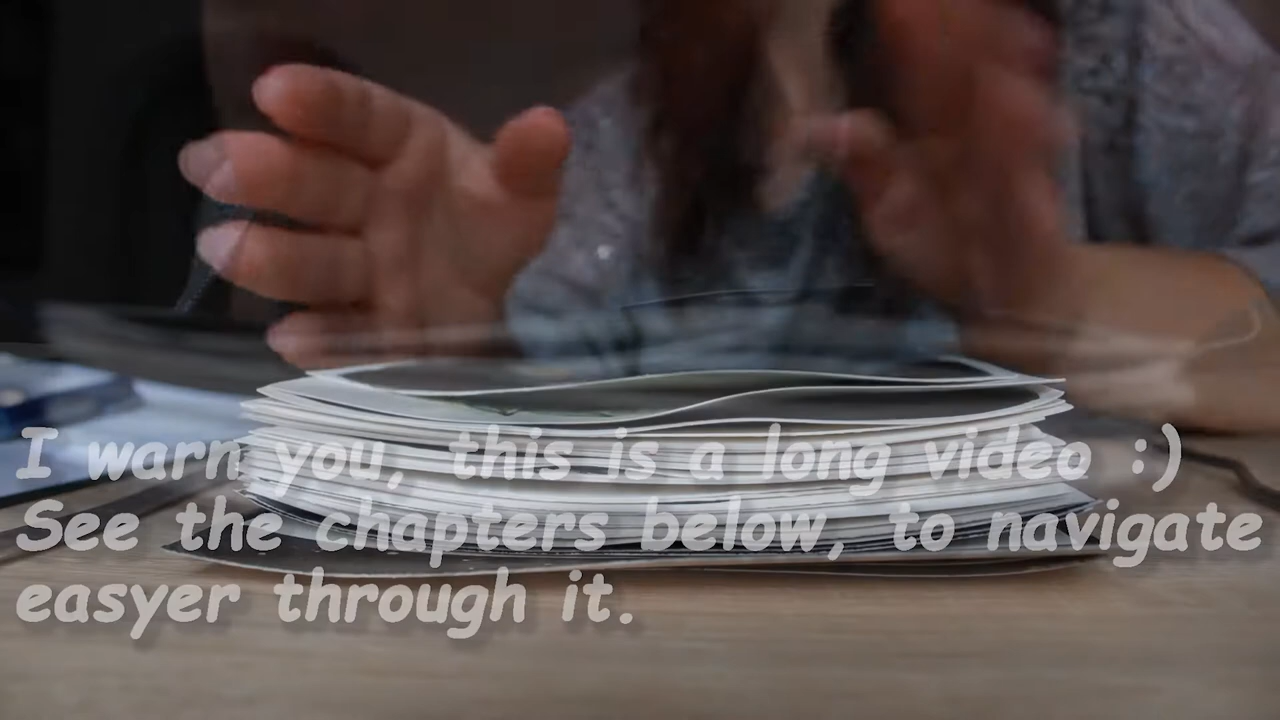 I warn you, this is a long video :)
See the chapters below, to navigate
easyer through it.